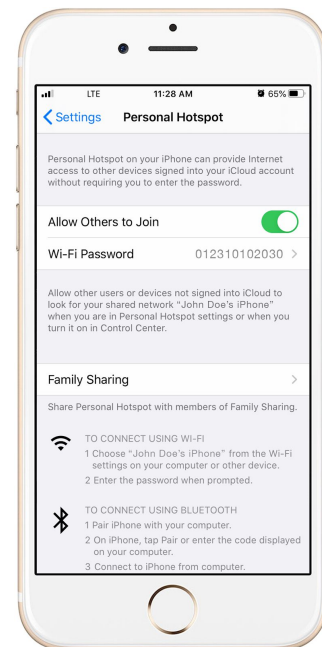 LTE 11:28 AM 65%
Settings Personal Hotspot
Personal Hotspot on your iPhone can provide Internet
access to other devices signed into your iCloud account
without requiring you to enter the password.
Allow Others to Join
Wi-Fi Password 012310102030
Allow other users or devices not signed into iCloud to
look for your shared network “John Doe's iPhone”
when you are in Personal Hotspot settings or when you
turn it on in Control Center.
Family Sharing
Share Personal Hotspot with members of Family Sharing.
TO CONNECT USING WI-FI
1 Choose “John Doe's iPhone” from the Wi-Fi
settings on your computer or other device.
2 Enter the password when prompted.
TO CONNECT USING BLUETOOTH
1 Pair iPhone with your computer.
2 On iPhone, tap Pair or enter the code displayed
on your computer.
3 Connect to iPhone from computer.